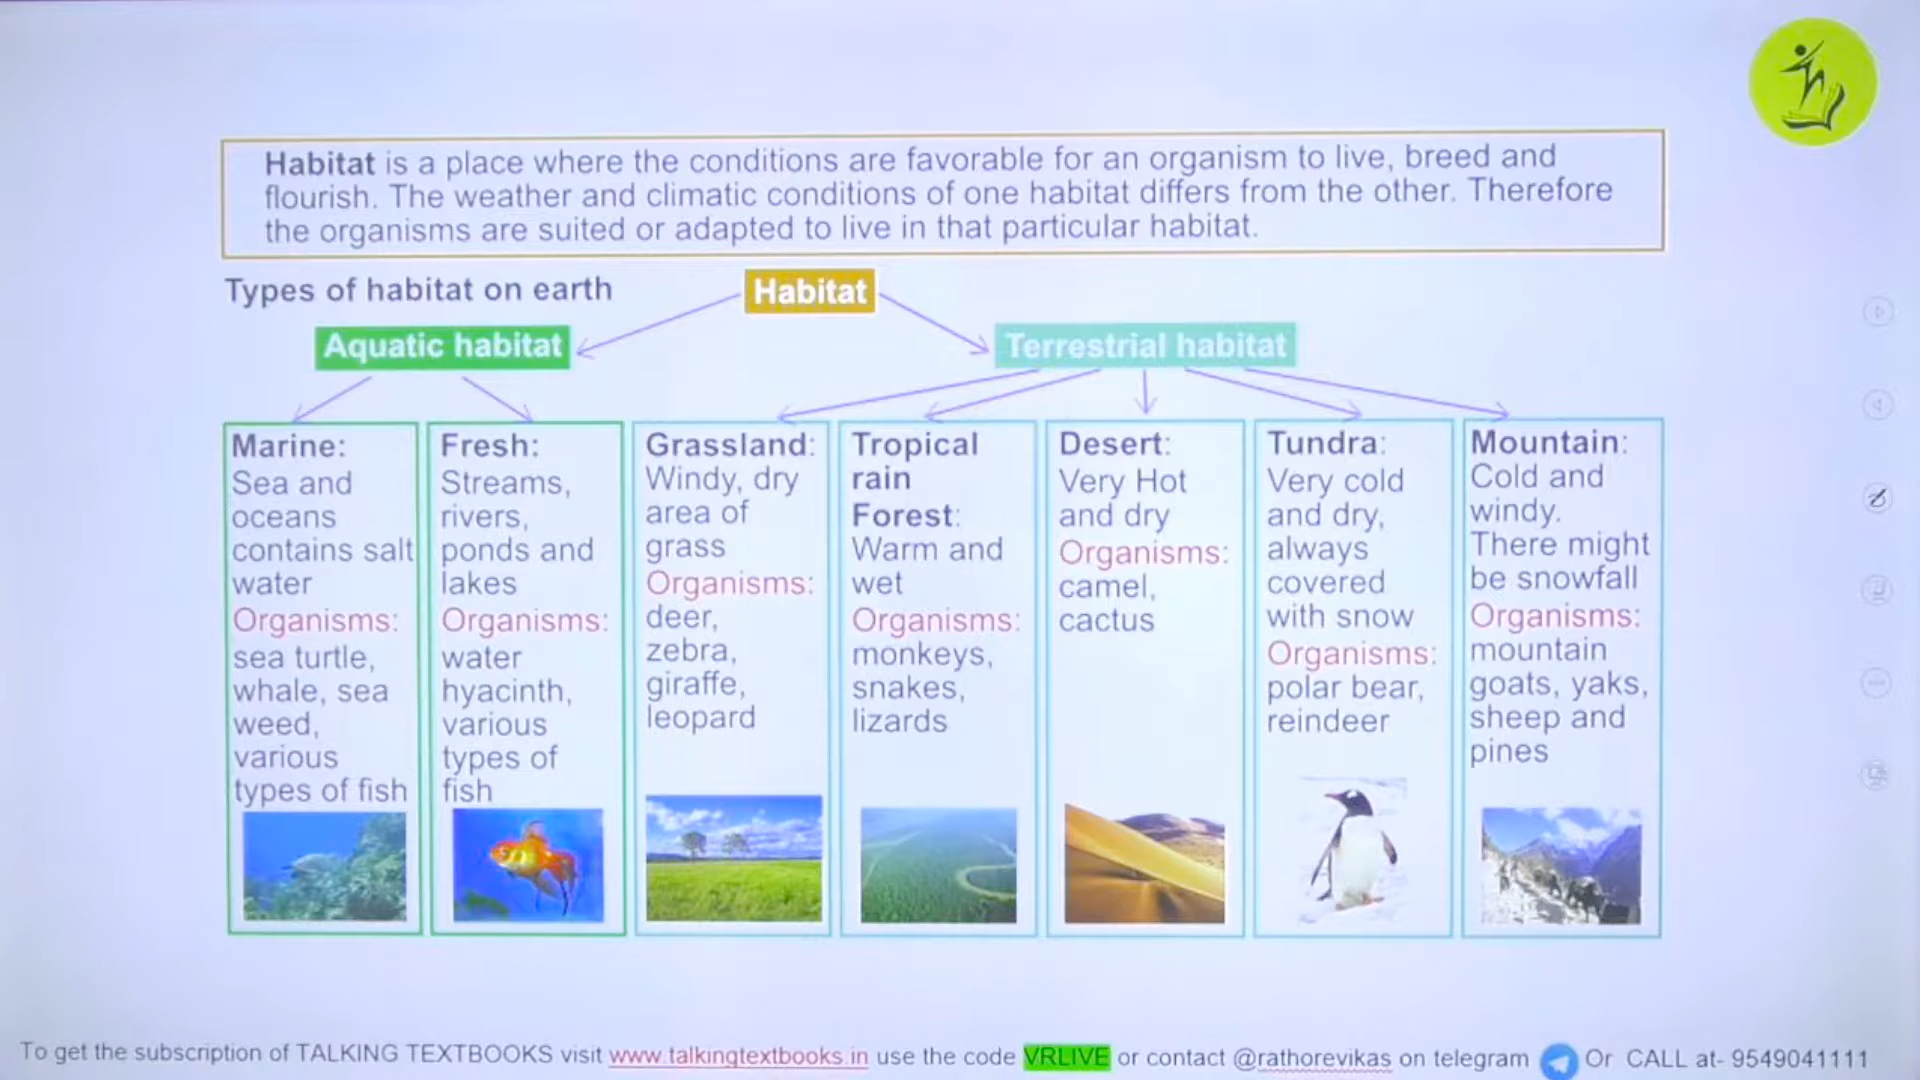 Habitat is a place where the conditions are favorable for an organism to live, breed and
flourish. The weather and climatic conditions of one habitat differs from the other. Therefore
the organisms are suited or adapted to live in that particular habitat.
Types of habitat on earth
Habitat
Aquatic habitat
Terrestrial habitat
Marine:
Sea and
oceans
contains salt
water
Organisms:
sea turtle,
whale, sea
weed,
various
types of fish
Fresh:
Streams,
rivers,
ponds and
lakes
Organisms:
water
hyacinth,
various
types of
fish
Grassland:
Windy, dry
area of
grass
Organisms:
deer,
zebra,
giraffe,
leopard
Tropical
rain
Forest:
Warm and
wet
Organisms:
monkeys,
snakes,
lizards
Desert:
Very Hot
and dry
Organisms:
camel,
cactus
Tundra:
Very cold
and dry,
always
covered
with snow
Organisms:
polar bear,
reindeer
Mountain:
Cold and
windy.
There might
be snowfall
Organisms:
mountain
goats, yaks,
sheep and
pines
To get the subscription of TALKING TEXTBOOKS visit www.talkingtextbooks.in use the code VRLIVE or contact @rathorevikas on telegram Or CALL at- 9549041111